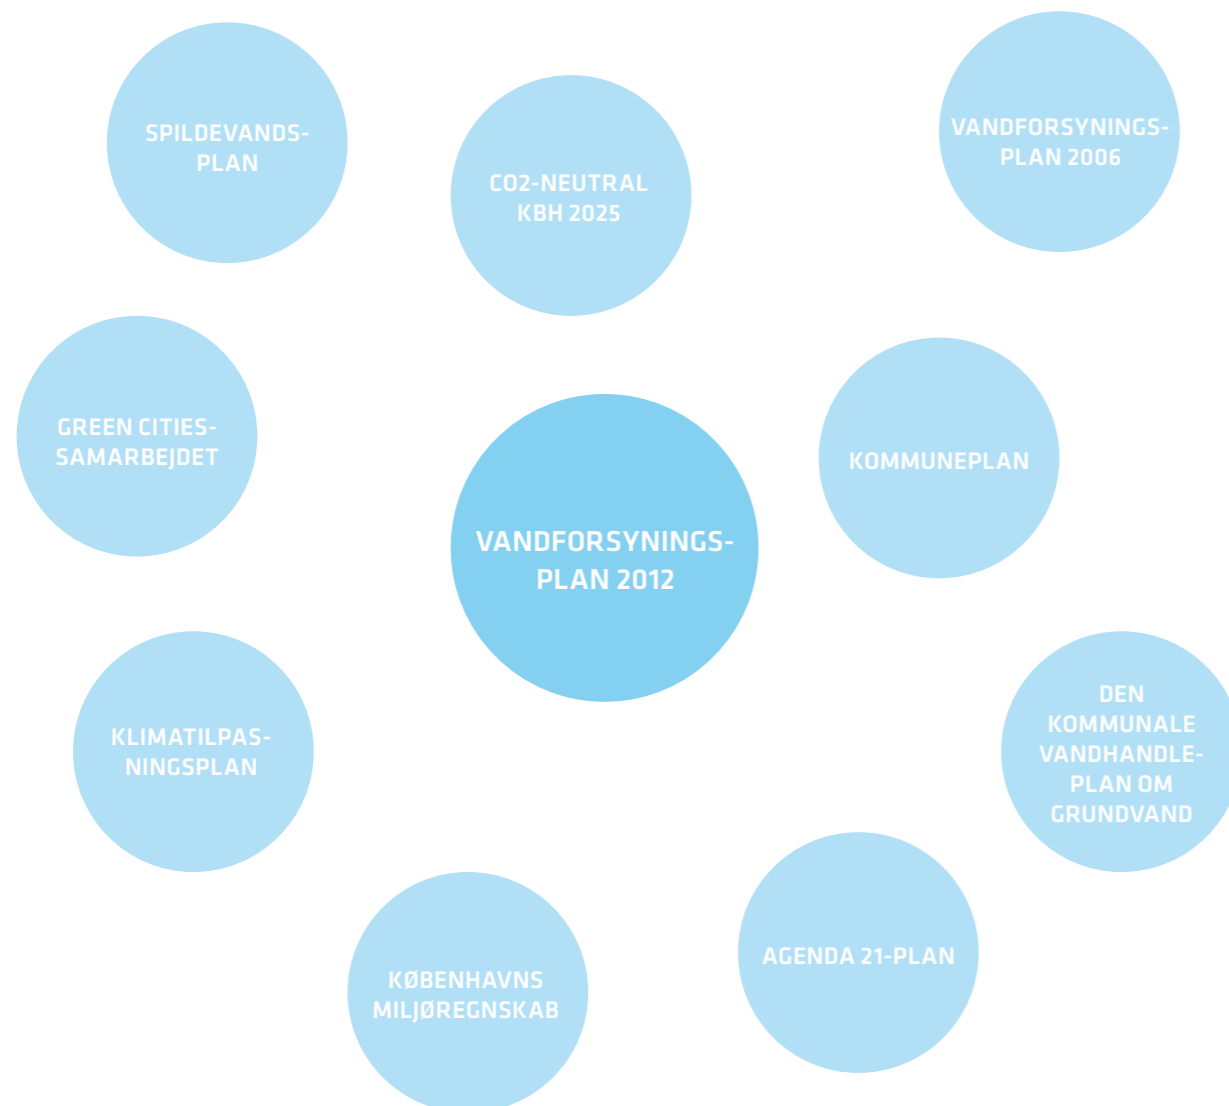 SPILDEVANDS-
PLAN
CO2-NEUTRAL
KBH 2025
VANDFORSYNINGS-
PLAN 2006
GREEN CITIES-
SAMARBEJDET
KOMMUNEPLAN
VANDFORSYNINGS-
PLAN 2012
KLIMATILPAS-
NINGSPLAN
DEN
KOMMUNALE
VANDHANDLE-
PLAN OM
GRUNDVAND
KØBENHAVNS
MILJØREGNSKAB
AGENDA 21-PLAN